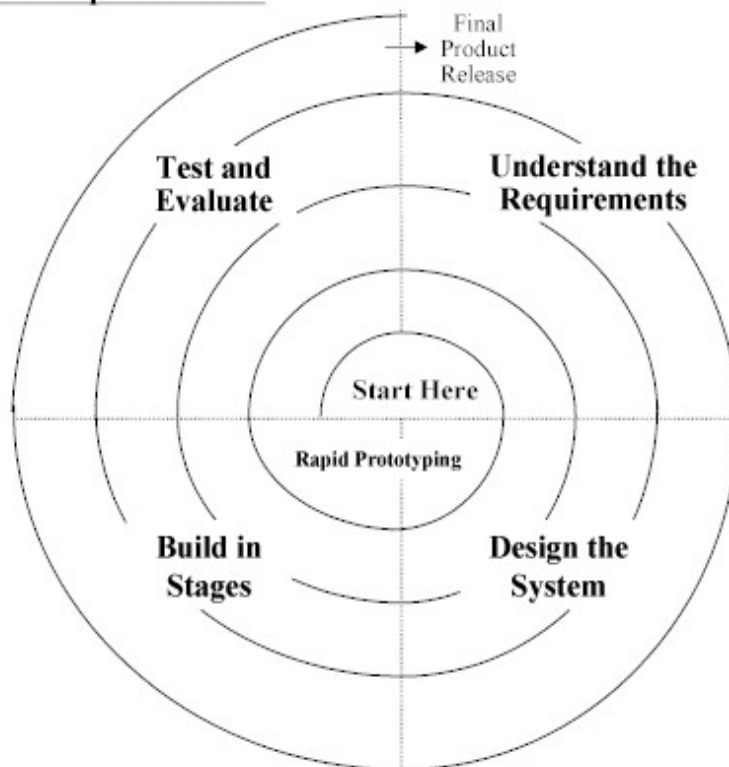 Final
Product
Release
Test and
Evaluate
Understand the
Requirements
Start Here
Rapid Prototyping
Build in
Stages
Design the
System